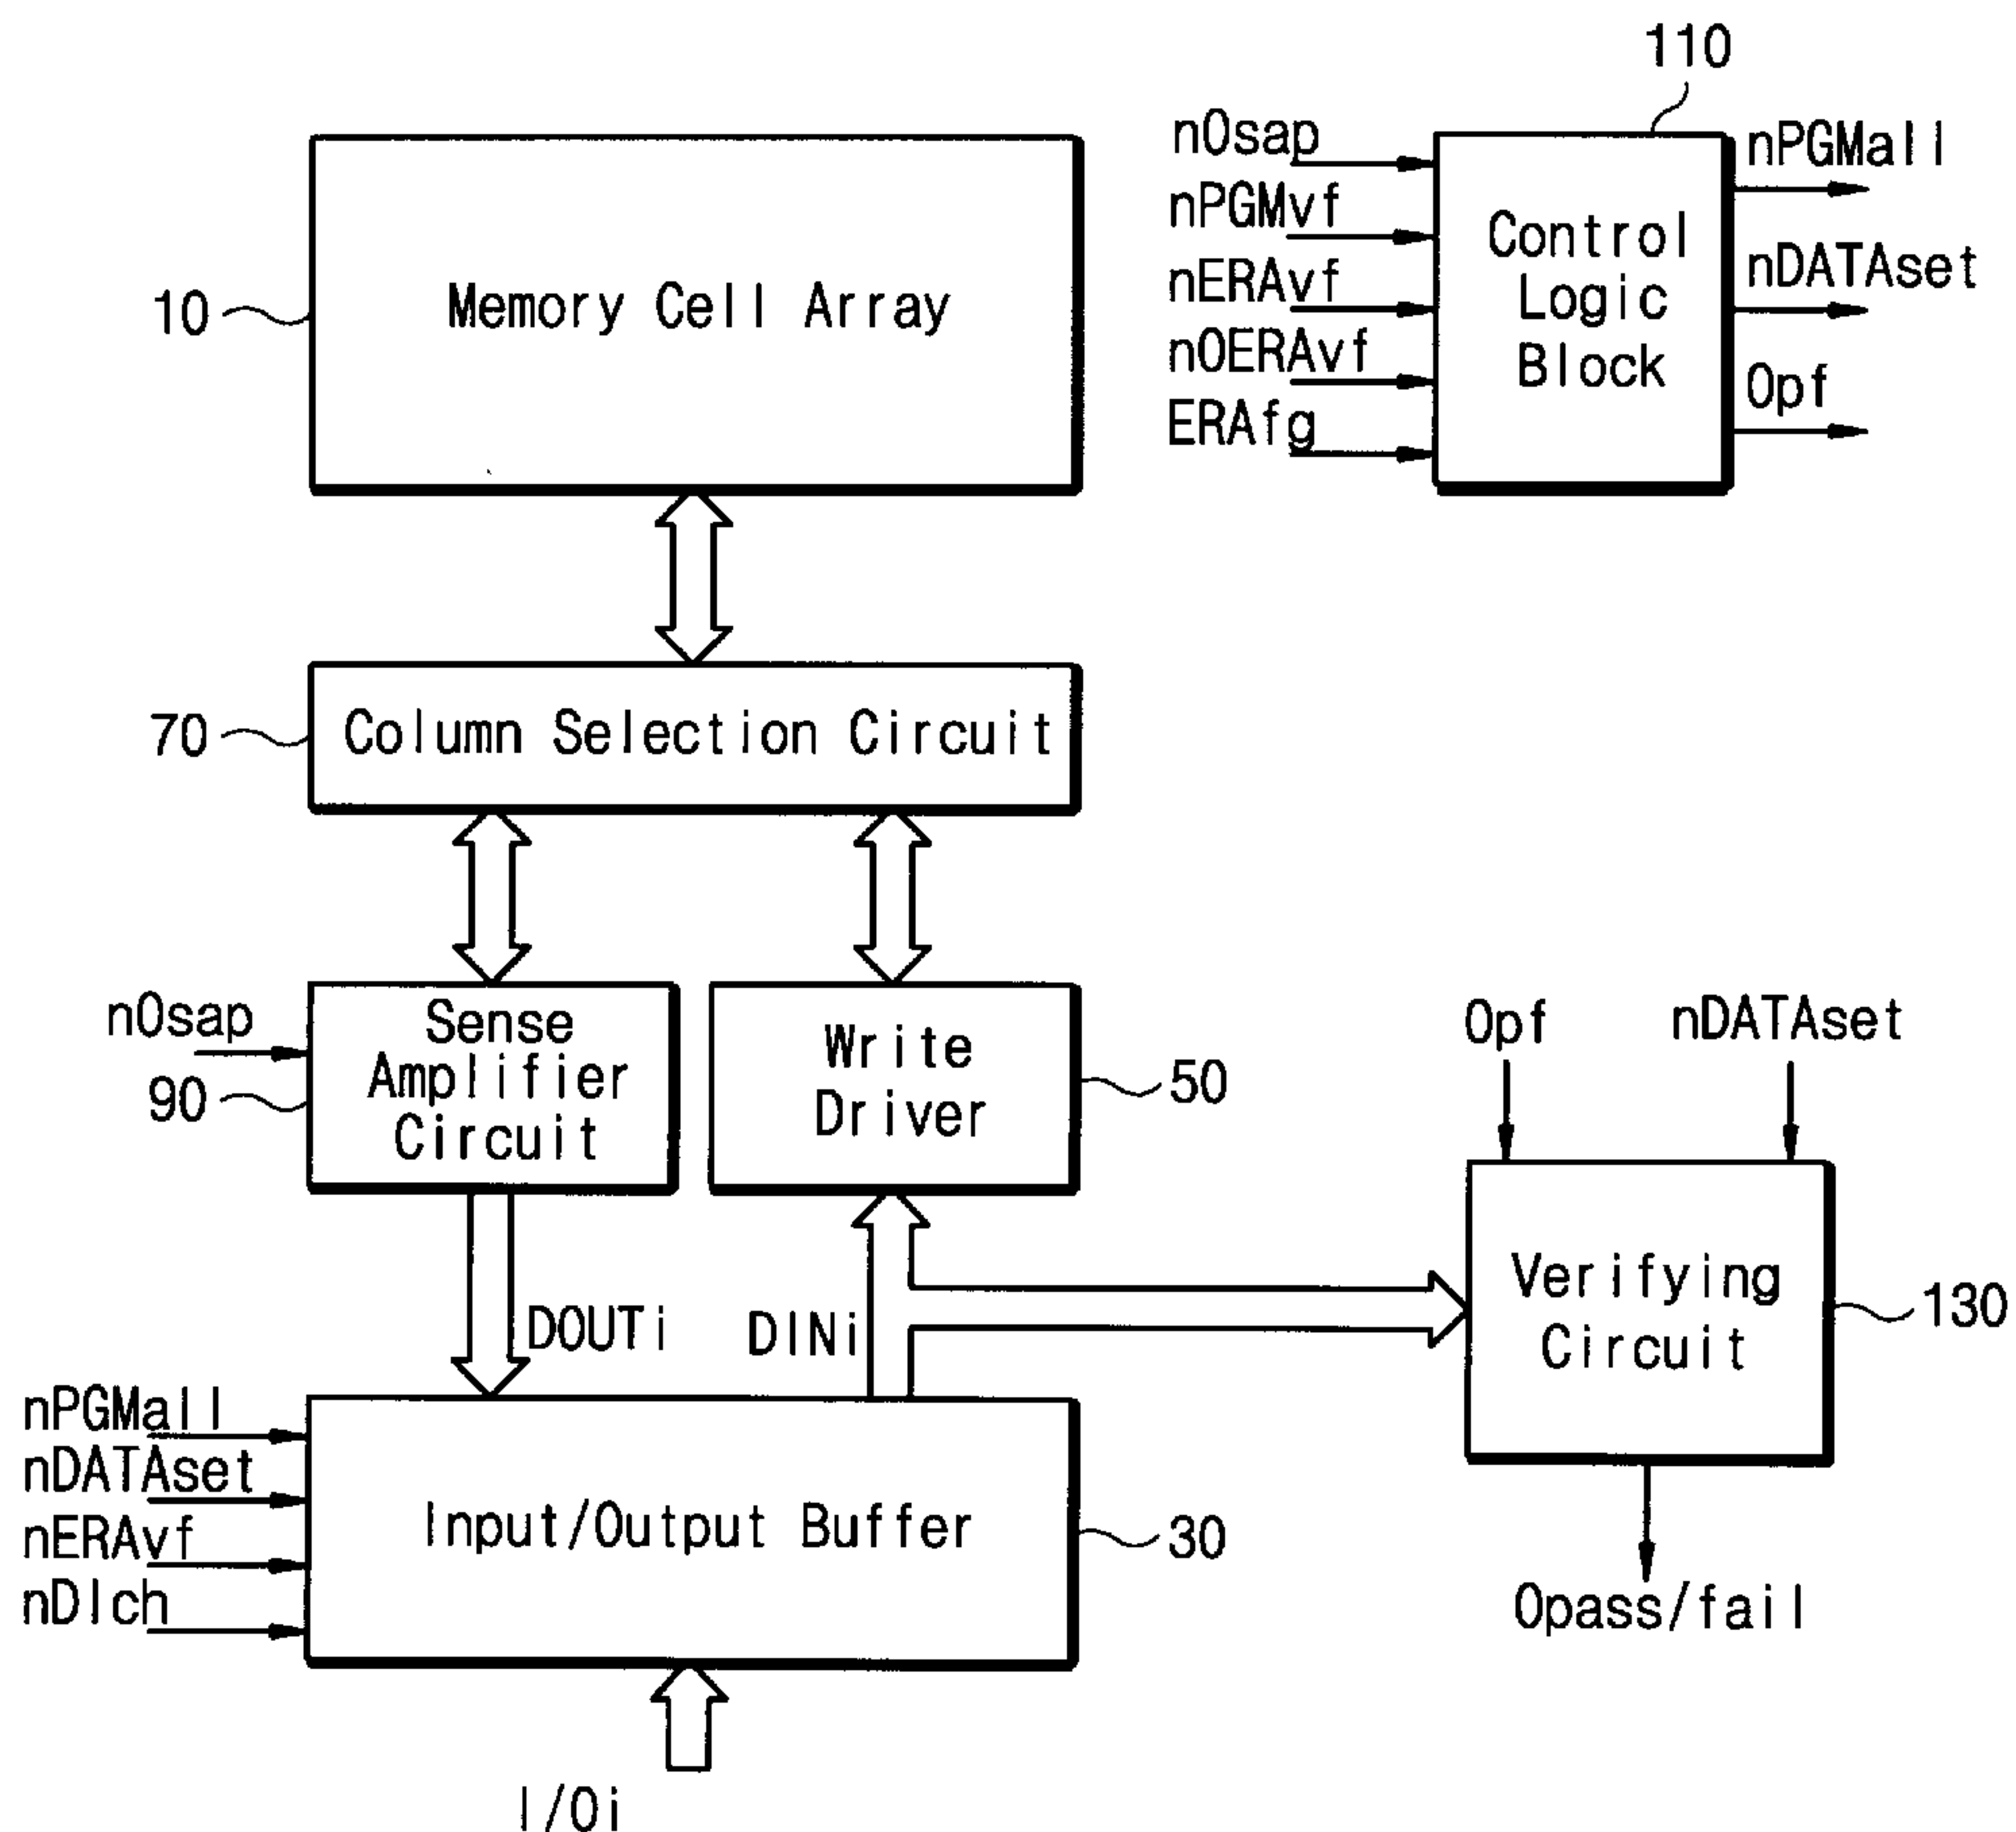 110
nOsap
nPGMall
nPGMvf
Control
Logic
Block
nERAvf
nDATAset
nOERAvf
Opf
ERAfg
10
Memory Cell Array
70
Column Selection Circuit
nOsap
90
Sense
Amplifier
Circuit
Write
Driver
50
Opf
nDATAset
Verifying
Circuit
130
DOUTi
DINi
nPGMall
nDATAset
nERAvf
nDIch
Input/Output Buffer
30
Opass/fail
I/Oi